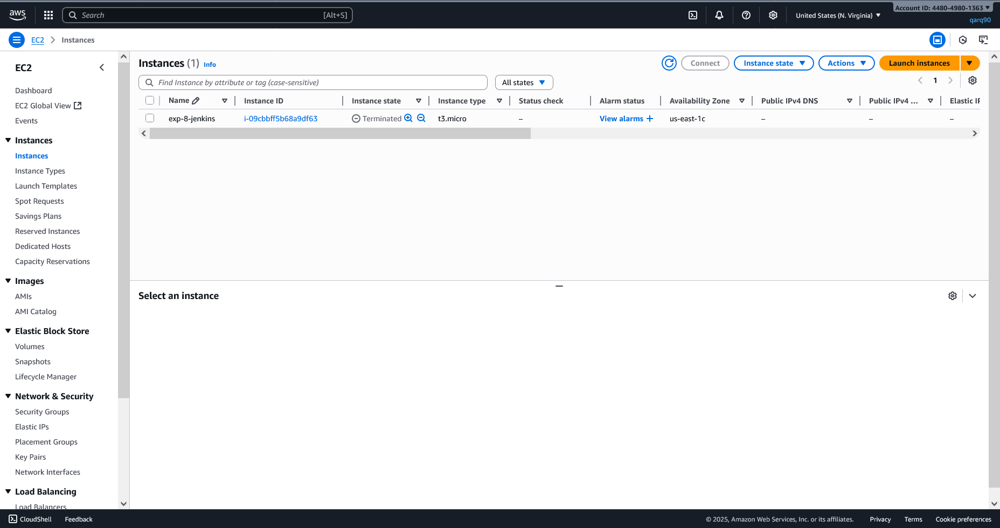 aws
Search [Alt+S]
United States (N. Virginia)
Account ID: 4480-4980-1363
qarq90
EC2 Instances
EC2
Dashboard
EC2 Global View
Events
Instances
Instances
Instance Types
Launch Templates
Spot Requests
Savings Plans
Reserved Instances
Dedicated Hosts
Capacity Reservations
Images
AMIs
AMI Catalog
Elastic Block Store
Volumes
Snapshots
Lifecycle Manager
Network & Security
Security Groups
Elastic IPs
Placement Groups
Key Pairs
Network Interfaces
Load Balancing
Load Balancers
Instances (1) Info
Connect Instance state Actions Launch instances
Find Instance by attribute or tag (case-sensitive) All states 1
Name Instance ID Instance state Instance type Status check Alarm status Availability Zone Public IPv4 DNS Public IPv4 ... Elastic IP
exp-8-jenkins i-09cbbff5b68a9df63 Terminated t3.micro – View alarms + us-east-1c – – –
Select an instance
CloudShell Feedback © 2025, Amazon Web Services, Inc. or its affiliates. Privacy Terms Cookie preferences